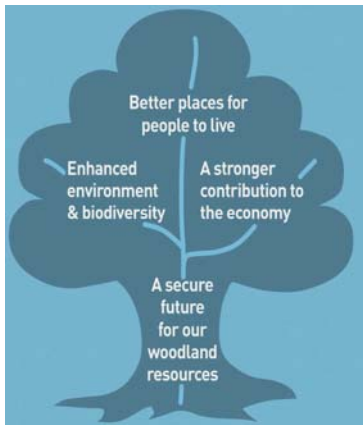 Better places for
people to live
Enhanced
environment
& biodiversity
A stronger
contribution to
the economy
A secure
future
for our
woodland
resources